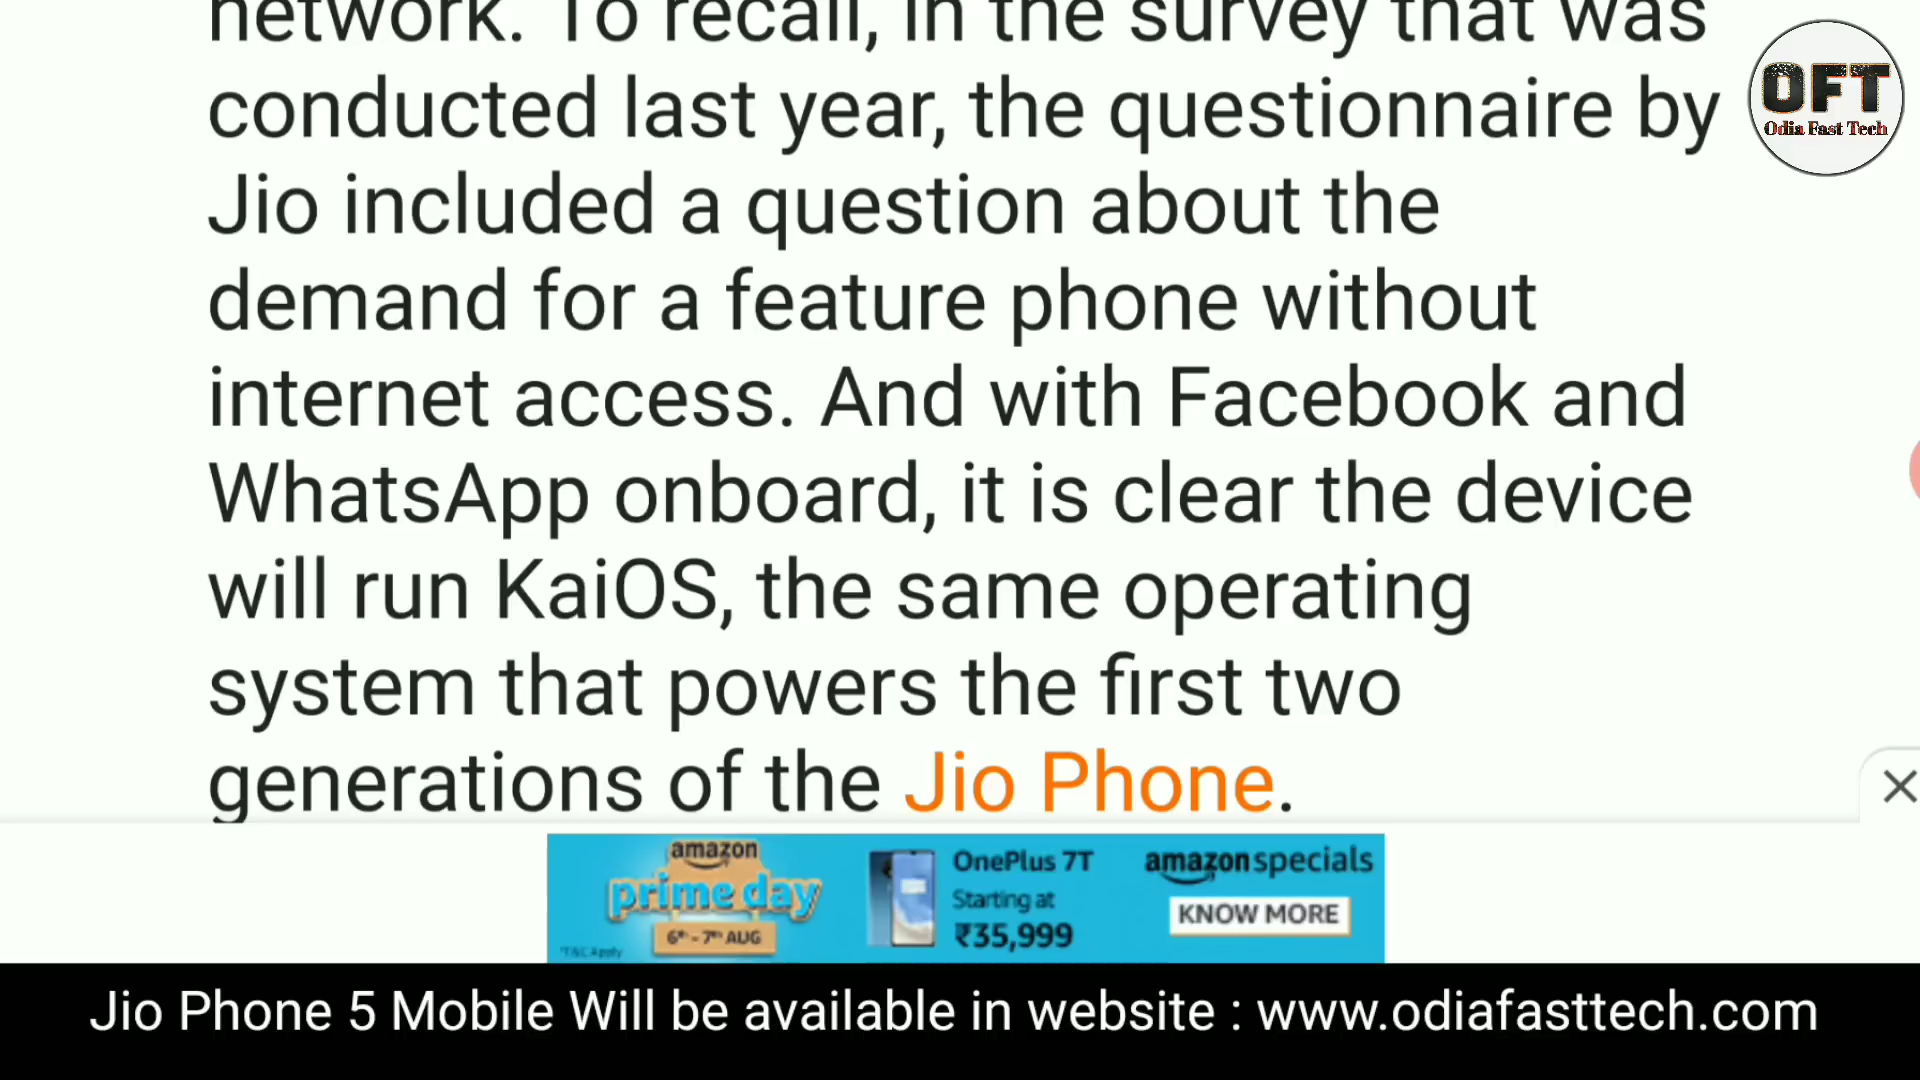 network. To recall, in the survey that was
conducted last year, the questionnaire by
Jio included a question about the
demand for a feature phone without
internet access. And with Facebook and
WhatsApp onboard, it is clear the device
will run KaiOS, the same operating
system that powers the first two
generations of the Jio Phone.
OFT
Odia Fast Tech
amazon
prime day
6th - 7th AUG
*T&C Apply
OnePlus 7T
Starting at
₹35,999
amazon specials
KNOW MORE
Jio Phone 5 Mobile Will be available in website : www.odiafasttech.com